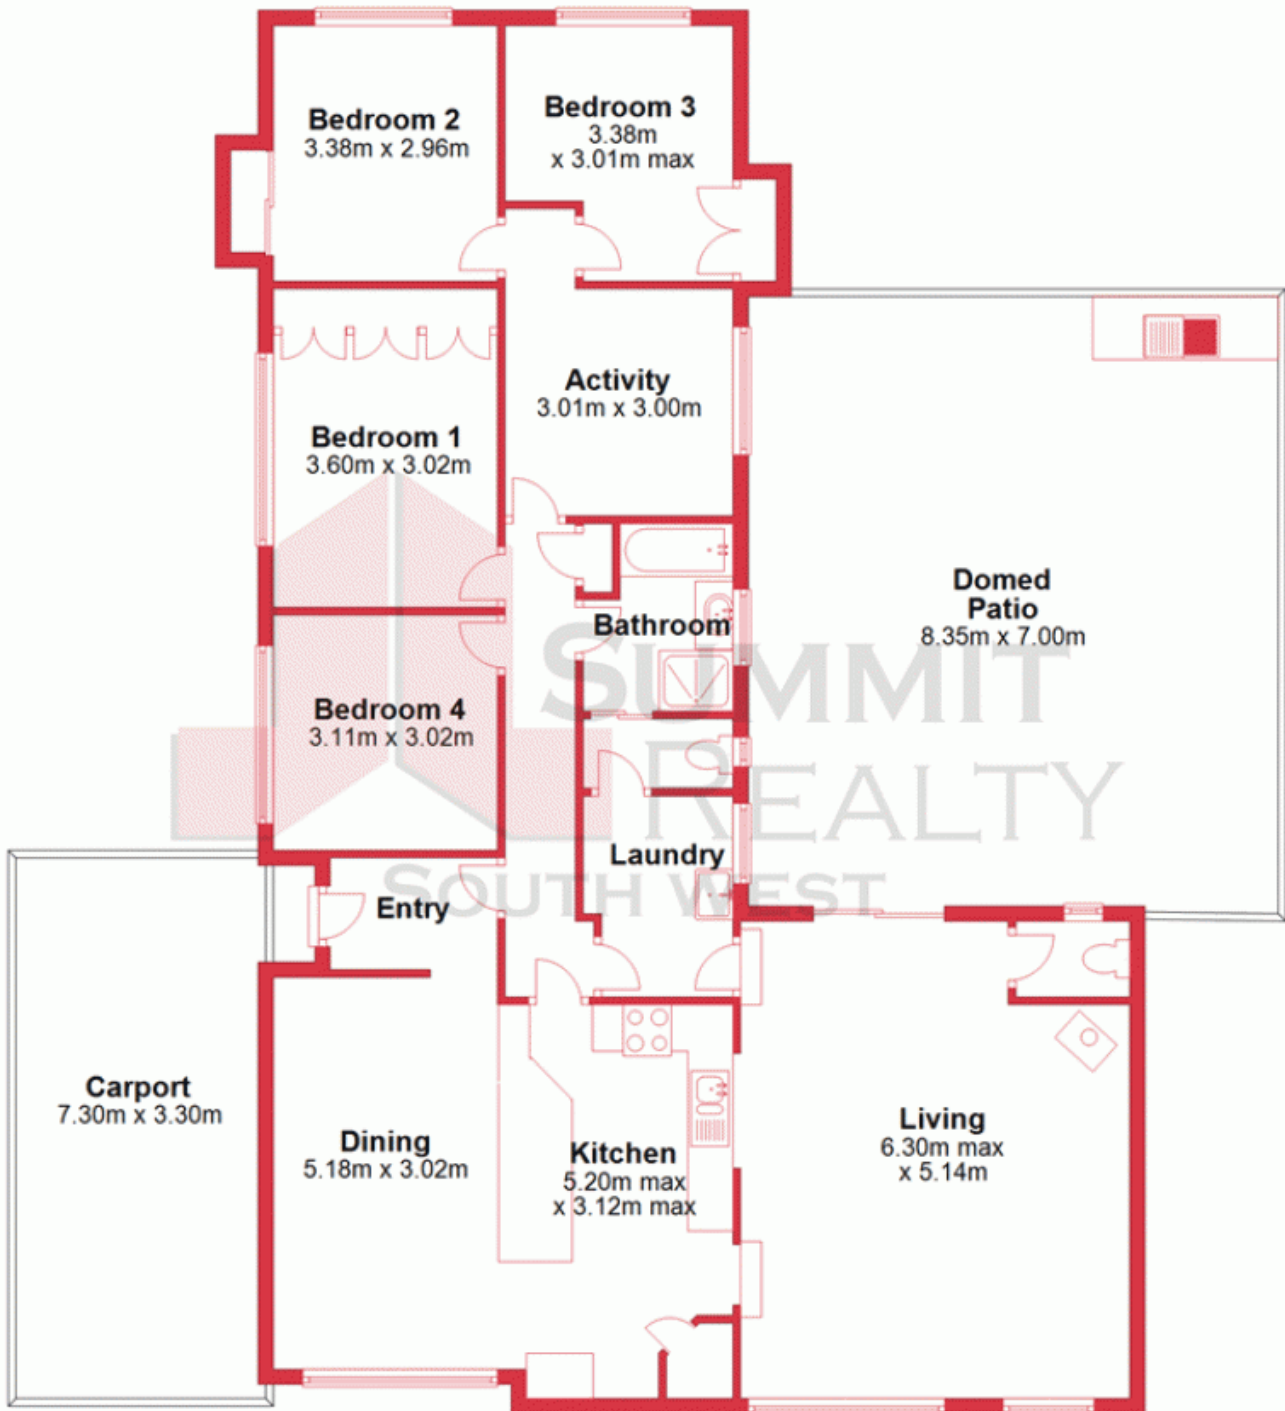 Bedroom 2
3.38m x 2.96m
Bedroom 3
3.38m
x 3.01m max
Activity
3.01m x 3.00m
Bedroom 1
3.60m x 3.02m
Domed
Patio
8.35m x 7.00m
Bathroom
SUMMIT
REALTY
SOUTH WEST
Bedroom 4
3.11m x 3.02m
Laundry
Entry
Carport
7.30m x 3.30m
Dining
5.18m x 3.02m
Kitchen
5.20m max
x 3.12m max
Living
6.30m max
x 5.14m